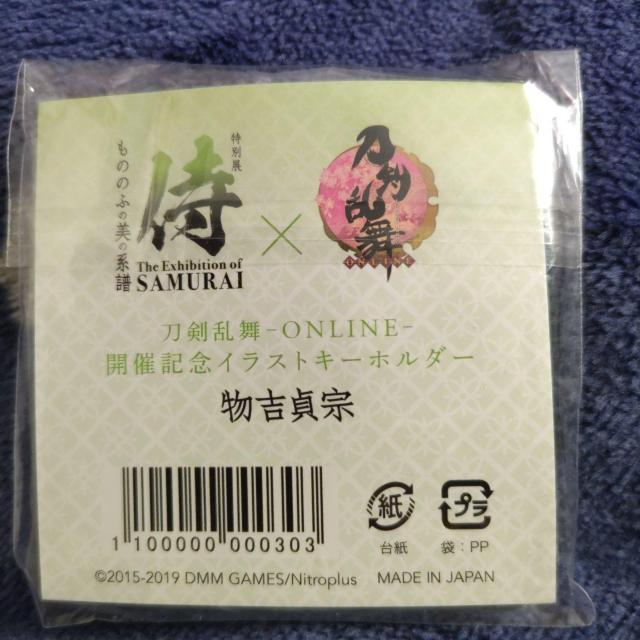 特別展
侍
もののふの美の系譜
The Exhibition of
SAMURAI
×
刀剣乱舞
刀剣乱舞-ONLINE-
開催記念イラストキーホルダー
物吉貞宗
1 100000 000303
紙
台紙
プラ
袋：PP
©2015-2019 DMM GAMES/Nitroplus MADE IN JAPAN